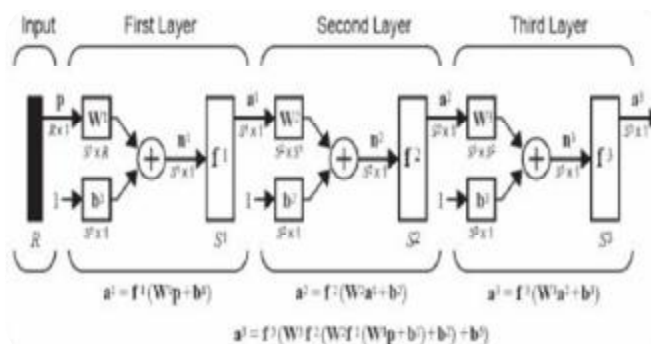 Input First Layer Second Layer Third Layer
p a¹ a² a³
R x 1 W¹ S¹ x 1 W² S² x 1 W³ S³ x 1
S¹ x R n¹ f¹ S² x S¹ n² f² S³ x S² n³ f³
S¹ x 1 S² x 1 S³ x 1
1 b¹ 1 b² 1 b³
R S¹ x 1 S¹ S² x 1 S² S³ x 1 S³
a¹ = f¹(W¹p + b¹) a² = f²(W²a¹ + b²) a³ = f³(W³a² + b³)
a³ = f³(W³f²(W²f¹(W¹p + b¹) + b²) + b³)